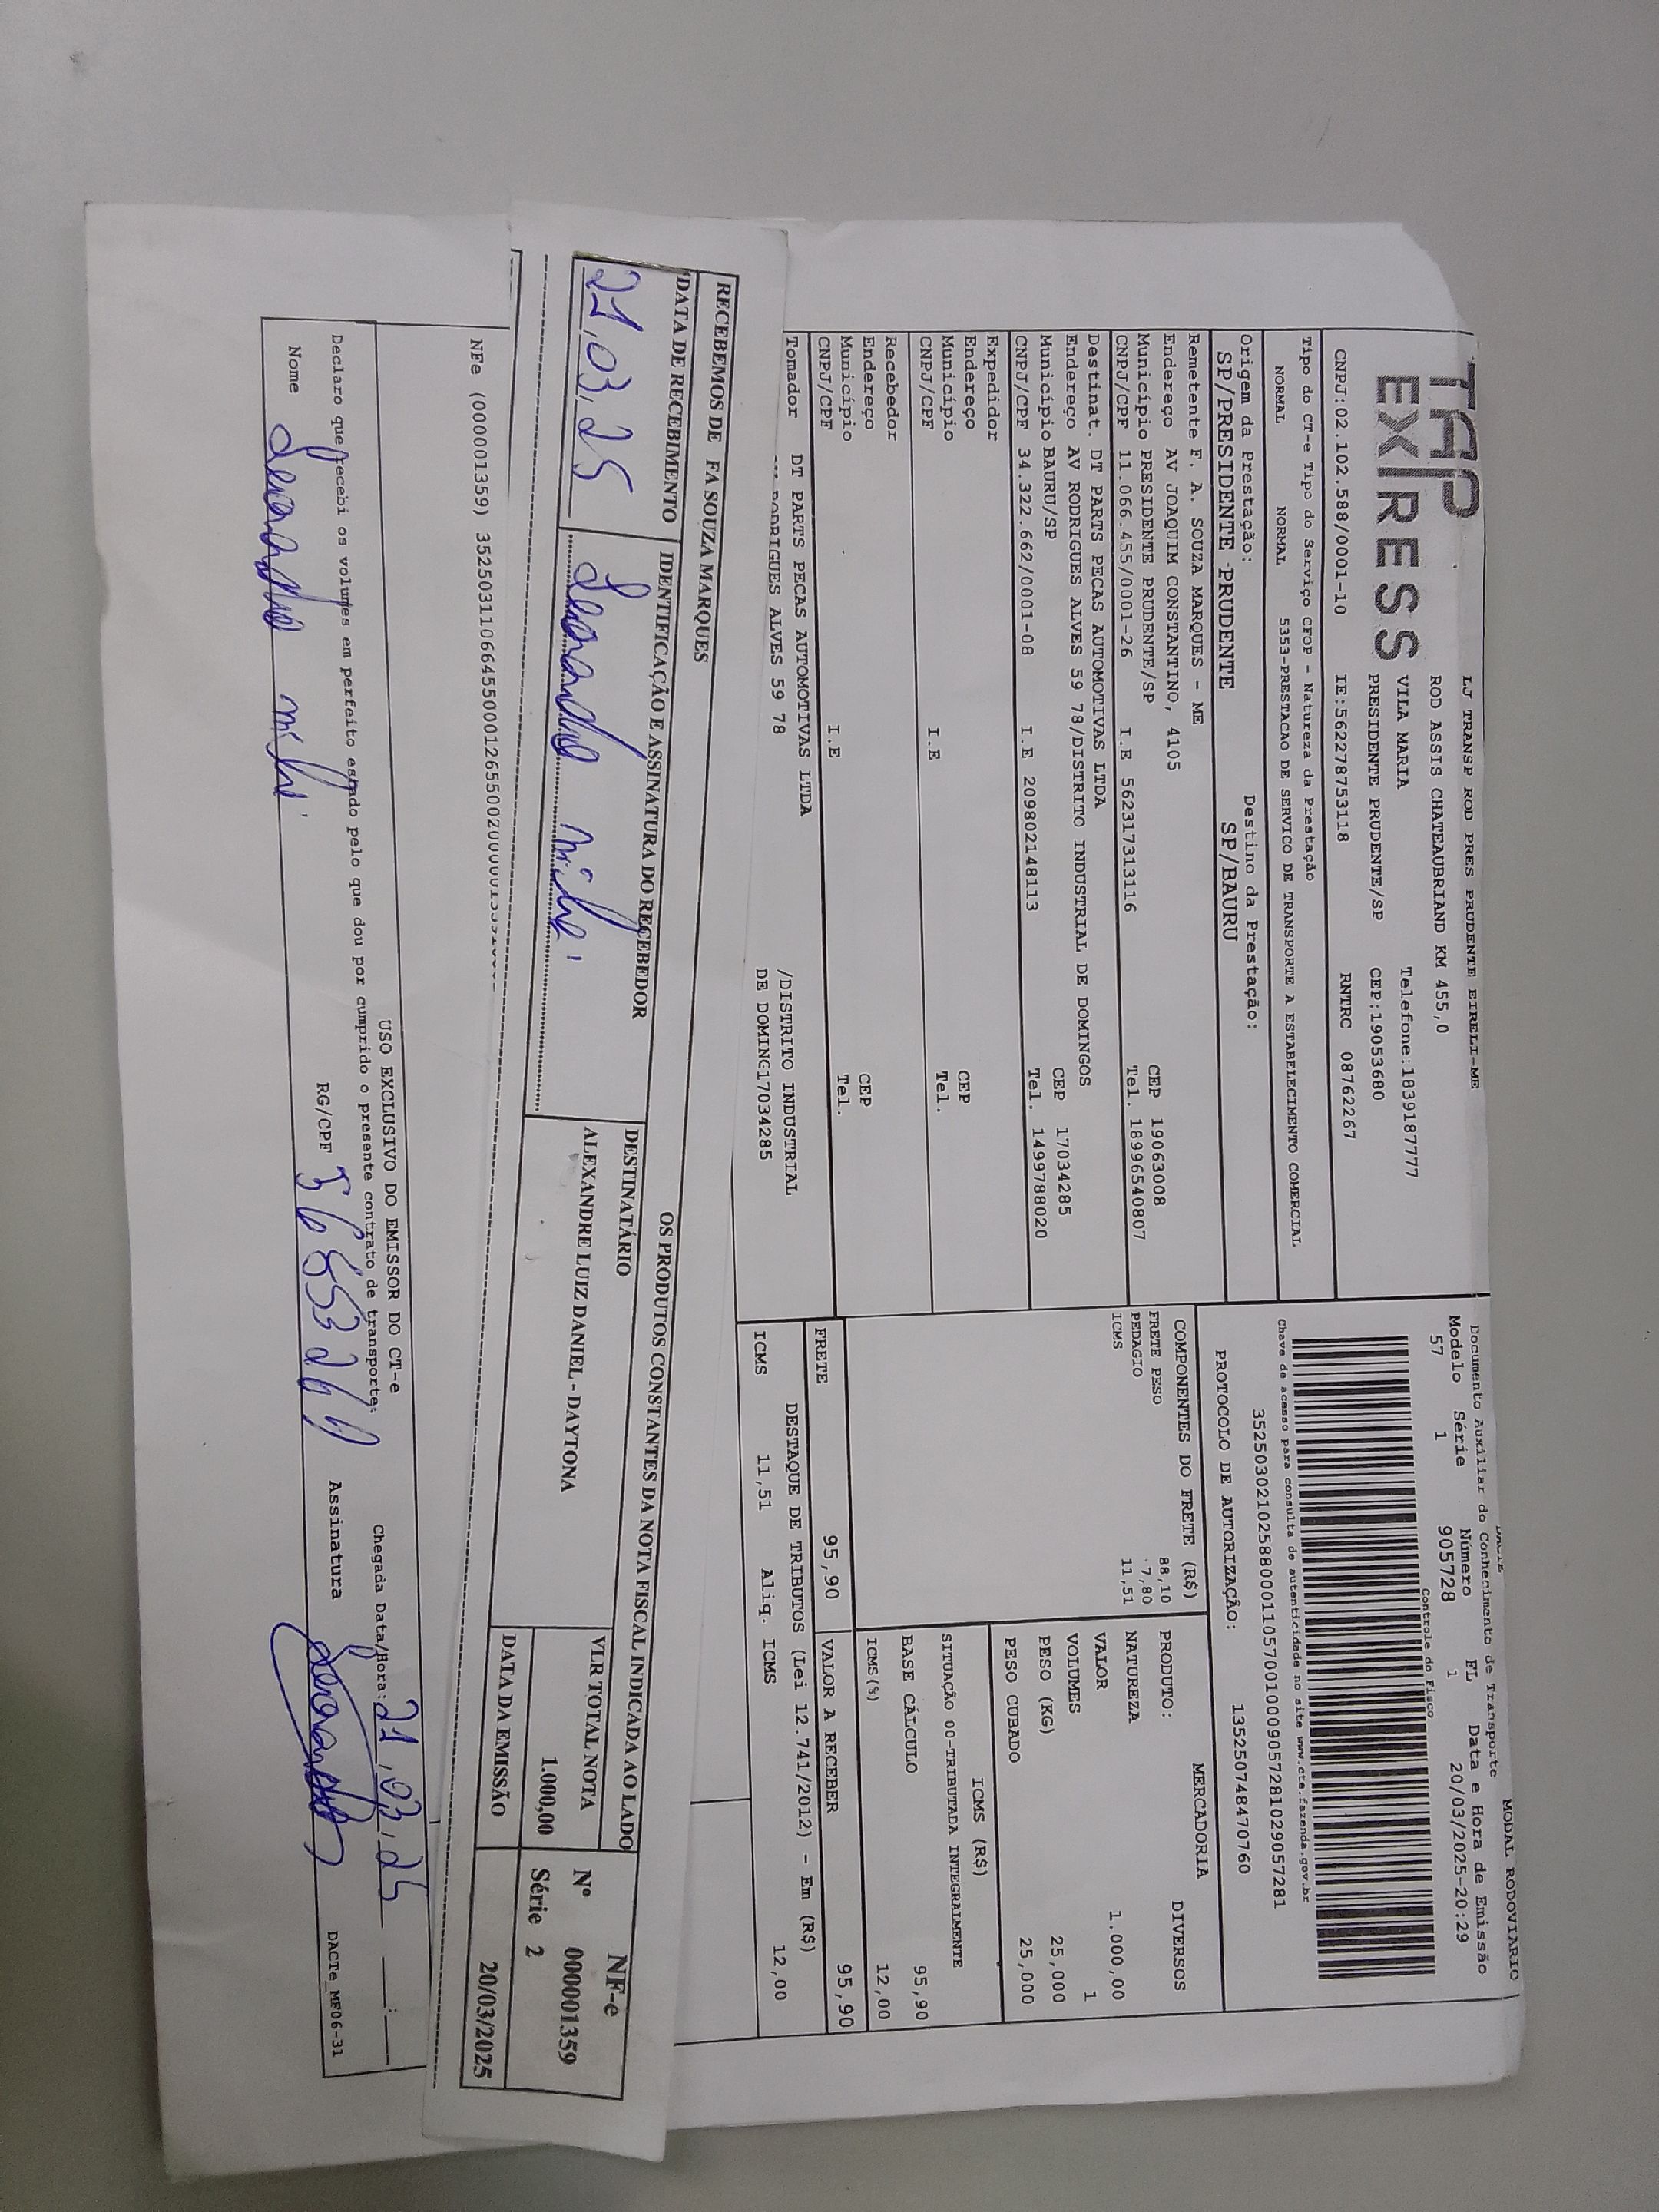 TAP
EXPRESS
LJ TRANSP ROD PRES PRUDENTE EIRELI-ME
ROD ASSIS CHATEAUBRIAND KM 455,0
VILA MARIA Telefone:1839187777
PRESIDENTE PRUDENTE/SP CEP:19053680
CNPJ:02.102.588/0001-10 IE:562278753118 RNTRC 08762267
MODAL RODOVIARIO
Documento Auxiliar do Conhecimento de Transporte
Modelo Série Número FL Data e Hora de Emissão
57 1 905728 1 20/03/2025-20:29
Controle do Fisco
Chave de acesso para consulta de autenticidade no site www.cte.fazenda.gov.br
35250302102588000110570010009057281029057281
PROTOCOLO DE AUTORIZAÇÃO: 135250748470760
Tipo do CT-e Tipo do Serviço CFOP - Natureza da Prestação
NORMAL NORMAL 5353-PRESTACAO DE SERVICO DE TRANSPORTE A ESTABELECIMENTO COMERCIAL
Origem da Prestação: Destino da Prestação:
SP/PRESIDENTE PRUDENTE SP/BAURU
Remetente F. A. SOUZA MARQUES - ME
Endereço AV JOAQUIM CONSTANTINO, 4105 CEP 19063008
Município PRESIDENTE PRUDENTE/SP Tel. 18996540807
CNPJ/CPF 11.066.455/0001-26 I.E 562317313116
Destinat. DT PARTS PECAS AUTOMOTIVAS LTDA
Endereço AV RODRIGUES ALVES 59 78/DISTRITO INDUSTRIAL DE DOMINGOS
Município BAURU/SP CEP 17034285
CNPJ/CPF 34.322.662/0001-08 I.E 209802148113 Tel. 14997788020
Expedidor
Endereço
Município CEP
CNPJ/CPF I.E Tel.
Recebedor
Endereço
Município CEP
CNPJ/CPF I.E Tel.
Tomador DT PARTS PECAS AUTOMOTIVAS LTDA
RODRIGUES ALVES 59 78 /DISTRITO INDUSTRIAL
DE DOMING17034285
COMPONENTES DO FRETE (R$)
FRETE PESO 88,10
PEDAGIO 7,80
ICMS 11,51
MERCADORIA
PRODUTO: DIVERSOS
NATUREZA
VALOR 1.000,00
VOLUMES 1
PESO (KG) 25,000
PESO CUBADO 25,000
ICMS (R$)
SITUAÇÃO 00-TRIBUTADA INTEGRALMENTE
BASE CÁLCULO 95,90
ICMS(%) 12,00
FRETE 95,90 VALOR A RECEBER 95,90
DESTAQUE DE TRIBUTOS (Lei 12.741/2012) - Em (R$)
ICMS 11,51 Aliq. ICMS 12,00
RECEBEMOS DE FA SOUZA MARQUES OS PRODUTOS CONSTANTES DA NOTA FISCAL INDICADA AO LADO
DATA DE RECEBIMENTO IDENTIFICAÇÃO E ASSINATURA DO RECEBEDOR DESTINATÁRIO VLR TOTAL NOTA
21,03,25 ALEXANDRE LUIZ DANIEL - DAYTONA 1.000,00
DATA DA EMISSÃO
20/03/2025
NF-e
Nº 000001359
Série 2
NFe (000001359)
USO EXCLUSIVO DO EMISSOR DO CT-e
Declaro que recebi os volumes em perfeito estado pelo que dou por cumprido o presente contrato de transporte.
Chegada Data/Hora: 21,03,25 __:__
Nome RG/CPF Assinatura
DACTe_MF06-31